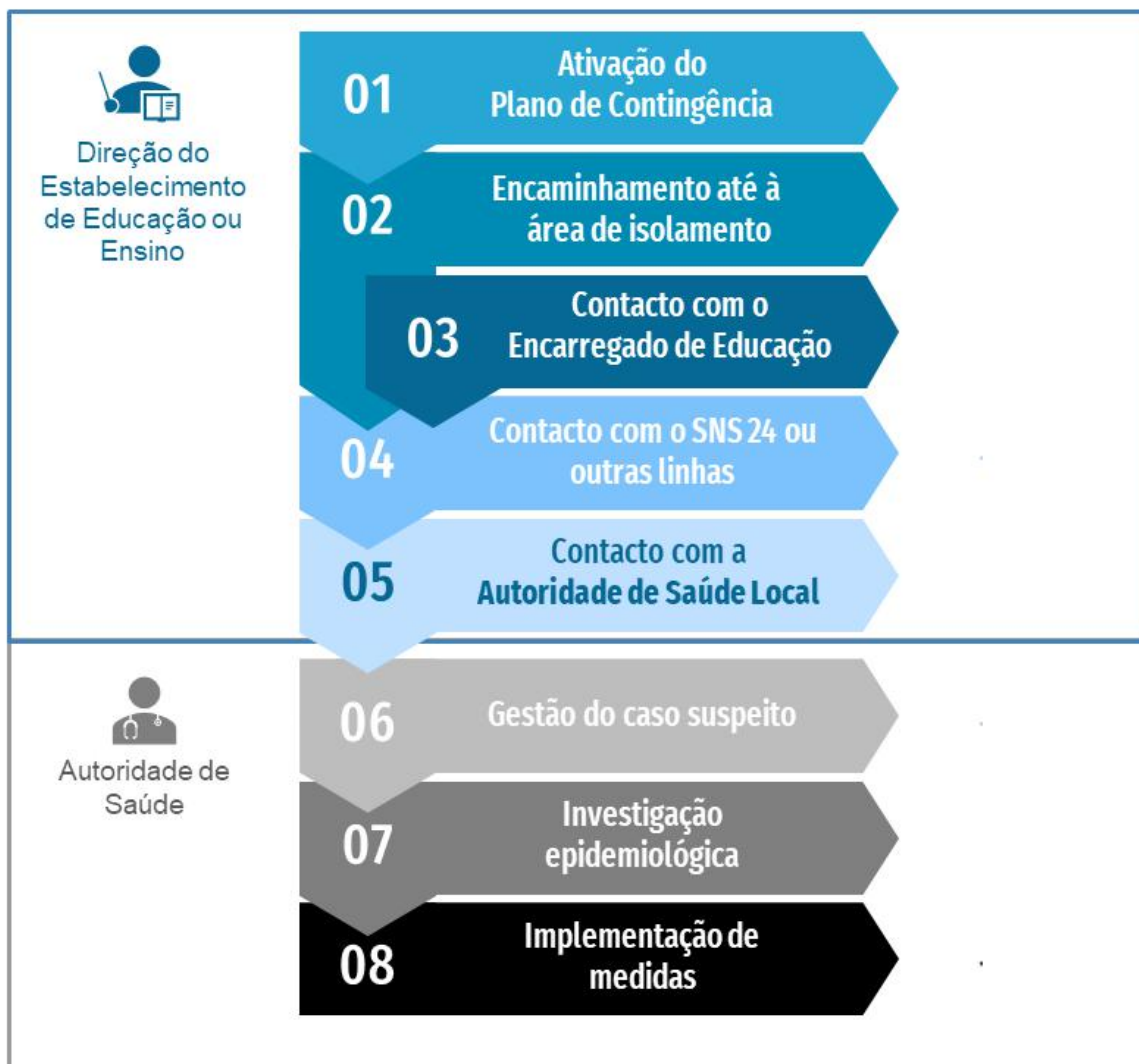 Direção do
Estabelecimento
de Educação ou
Ensino
01
Ativação do
Plano de Contingência
02
Encaminhamento até à
área de isolamento
03
Contacto com o
Encarregado de Educação
04
Contacto com o SNS 24 ou
outras linhas
05
Contacto com a
Autoridade de Saúde Local
Autoridade de
Saúde
06
Gestão do caso suspeito
07
Investigação
epidemiológica
08
Implementação de
medidas